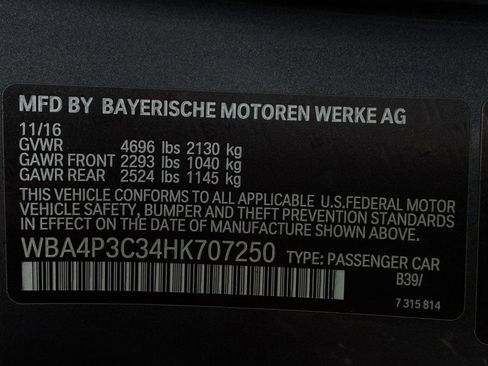 MFD BY BAYERISCHE MOTOREN WERKE AG
11/16
GVWR 4696 lbs 2130 kg
GAWR FRONT 2293 lbs 1040 kg
GAWR REAR 2524 lbs 1145 kg
THIS VEHICLE CONFORMS TO ALL APPLICABLE U.S.FEDERAL MOTOR
VEHICLE SAFETY, BUMPER AND THEFT PREVENTION STANDARDS
IN EFFECT ON THE DATE OF MANUFACTURE SHOWN ABOVE.
WBA4P3C34HK707250 TYPE: PASSENGER CAR
B39/
7 315 814